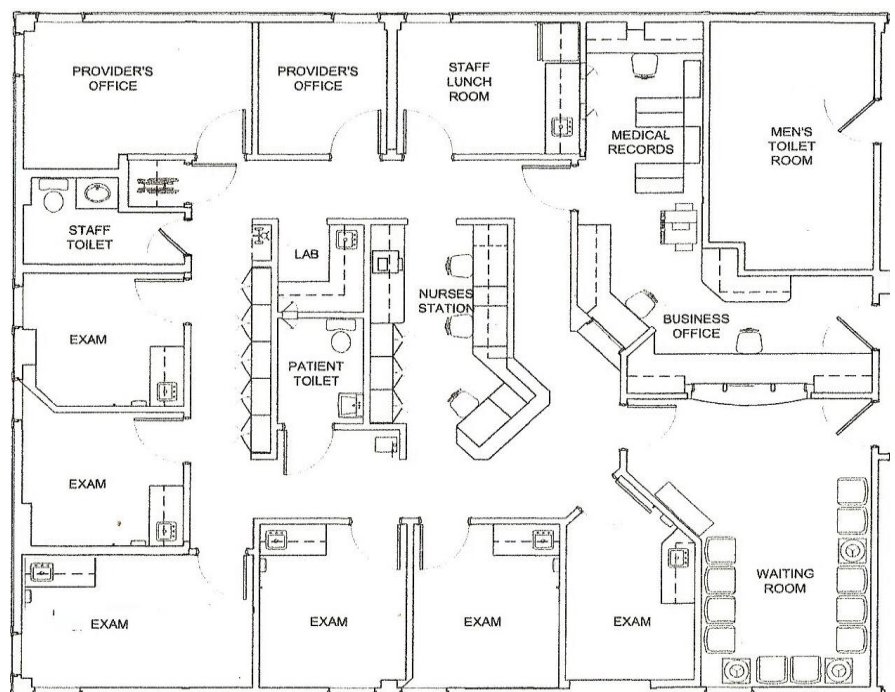 PROVIDER'S
OFFICE
PROVIDER'S
OFFICE
STAFF
LUNCH
ROOM
MEDICAL
RECORDS
MEN'S
TOILET
ROOM
STAFF
TOILET
LAB
NURSES
STATION
BUSINESS
OFFICE
EXAM
PATIENT
TOILET
EXAM
WAITING
ROOM
EXAM
EXAM
EXAM
EXAM